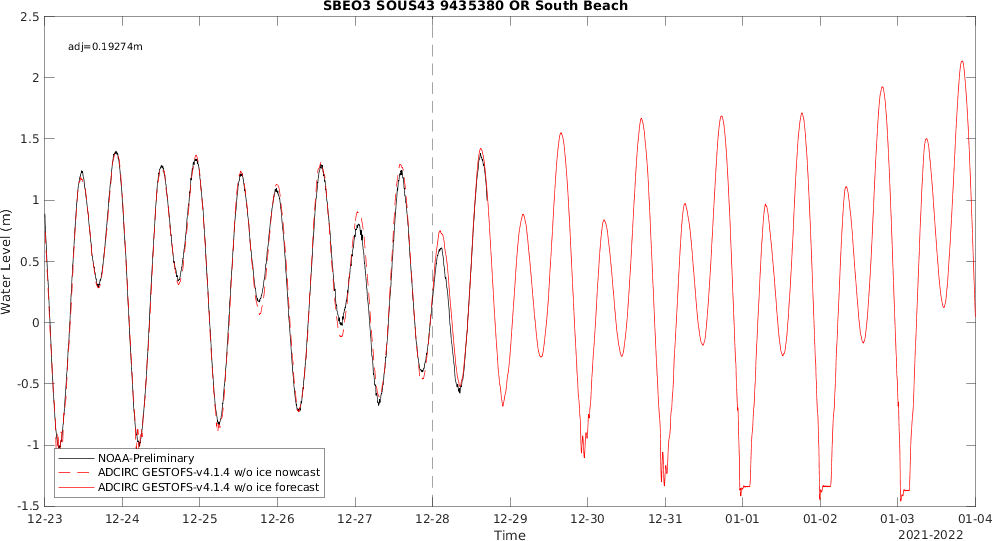 SBEO3 SOUS43 9435380 OR South Beach
adj=0.19274m
Water Level (m)
2.5
2
1.5
1
0.5
0
-0.5
-1
-1.5
NOAA-Preliminary
ADCIRC GESTOFS-v4.1.4 w/o ice nowcast
ADCIRC GESTOFS-v4.1.4 w/o ice forecast
12-23 12-24 12-25 12-26 12-27 12-28 12-29 12-30 12-31 01-01 01-02 01-03 01-04
Time
2021-2022